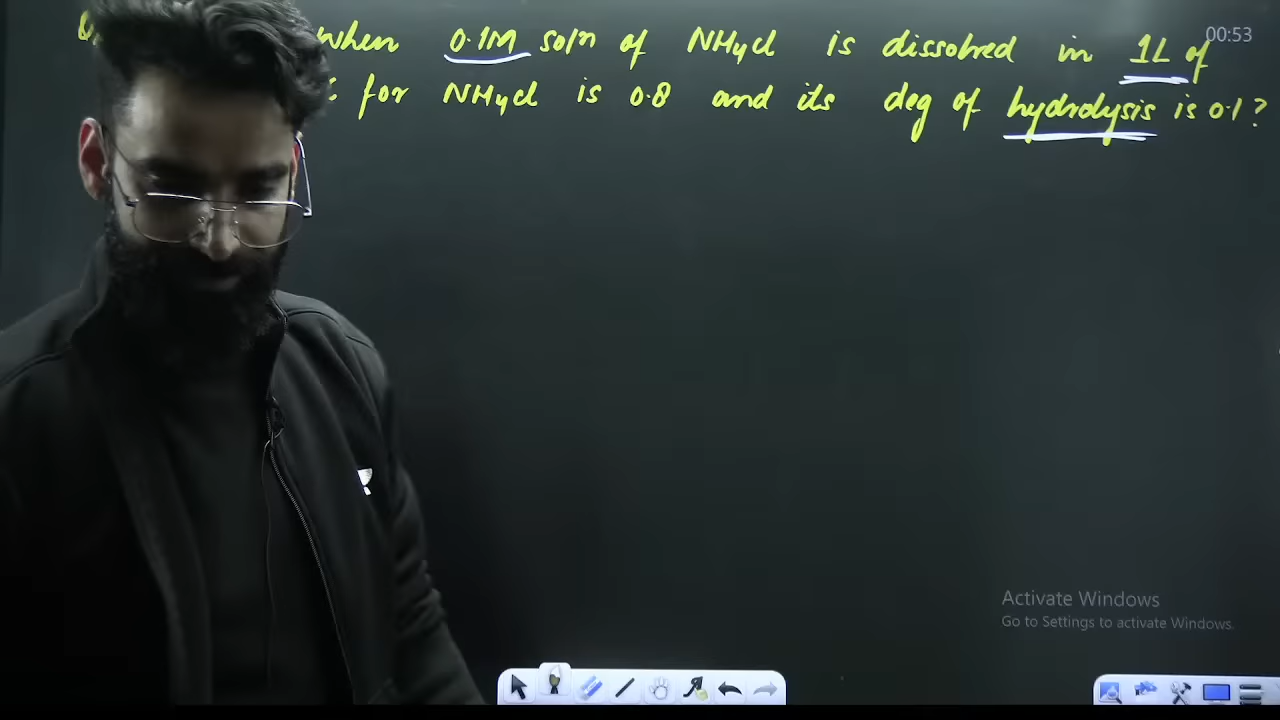 when 0.1M soln of NH4Cl is dissolved in 1L of
00:53
for NH4Cl is 0.8 and its deg of hydrolysis is 0.1?
Activate Windows
Go to Settings to activate Windows.